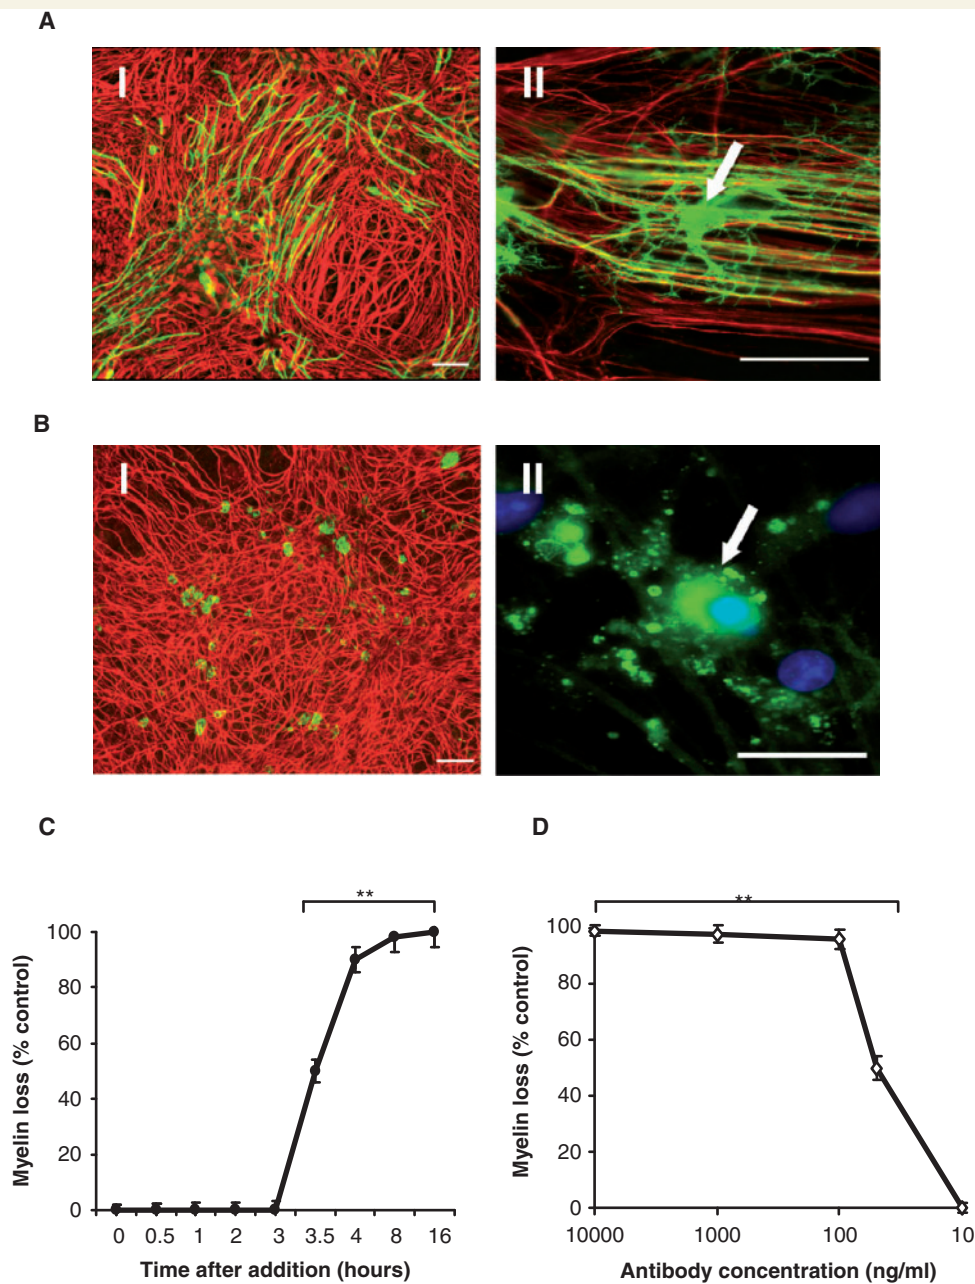 A
I
II
B
I
II
C
D
**
**
100
80
60
40
20
0
Myelin loss (% control)
0 0.5 1 2 3 3.5 4 8 16
Time after addition (hours)
100
80
60
40
20
0
Myelin loss (% control)
10000 1000 100 10
Antibody concentration (ng/ml)